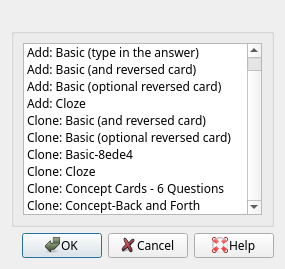 Add: Basic (type in the answer)
Add: Basic (and reversed card)
Add: Basic (optional reversed card)
Add: Cloze
Clone: Basic (and reversed card)
Clone: Basic (optional reversed card)
Clone: Basic-8ede4
Clone: Cloze
Clone: Concept Cards - 6 Questions
Clone: Concept-Back and Forth
OK Cancel Help